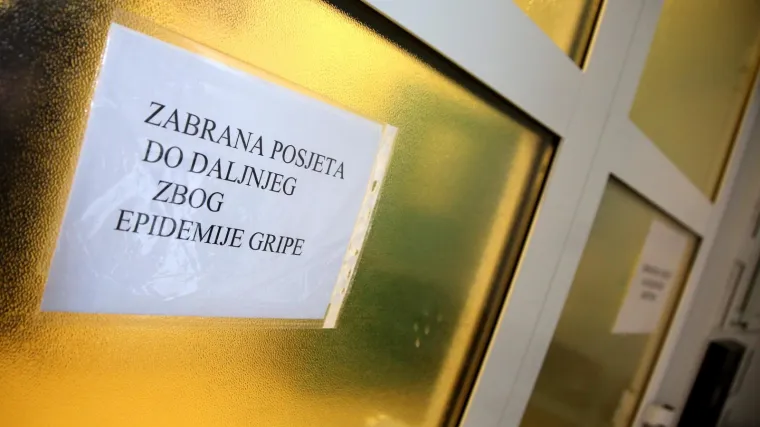 ZABRANA POSJETA
DO DALJNJEG
ZBOG
EPIDEMIJE GRIPE